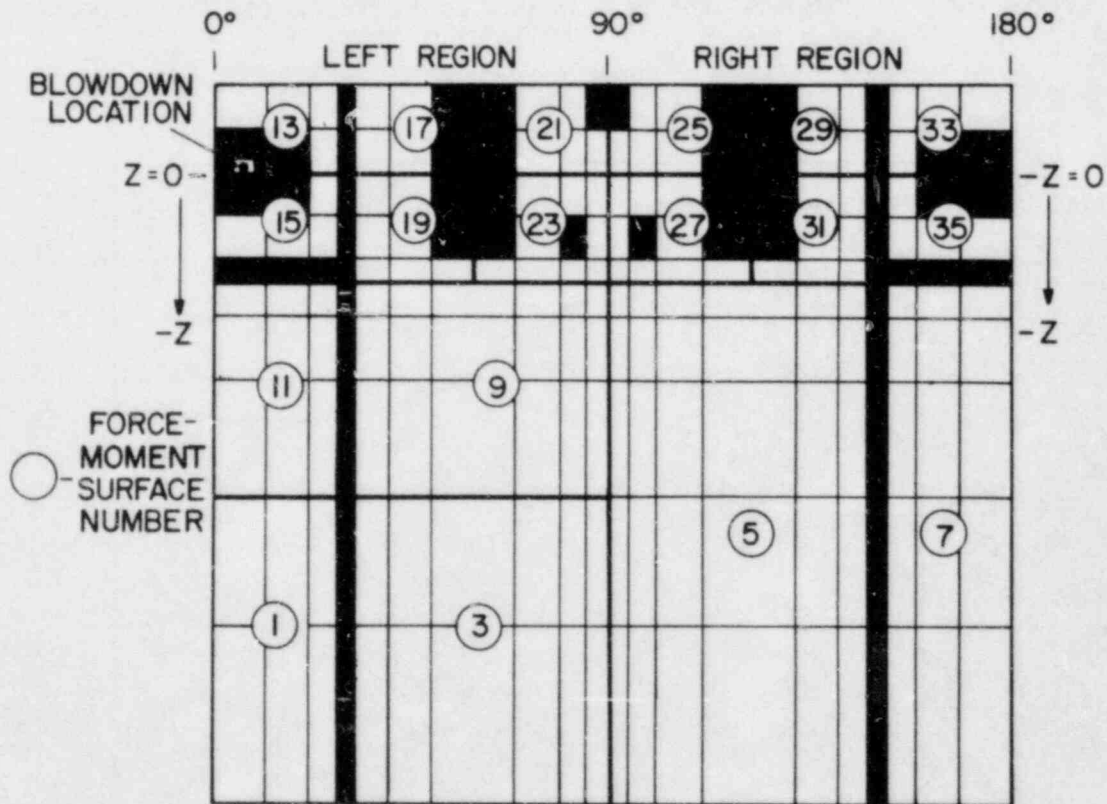 0° 90° 180°
LEFT REGION RIGHT REGION
BLOWDOWN
LOCATION
13 17 21 25 29 33
Z=0 -Z=0
15 19 23 27 31 35
-Z -Z
11 9
FORCE-
MOMENT
SURFACE
NUMBER
5 7
1 3